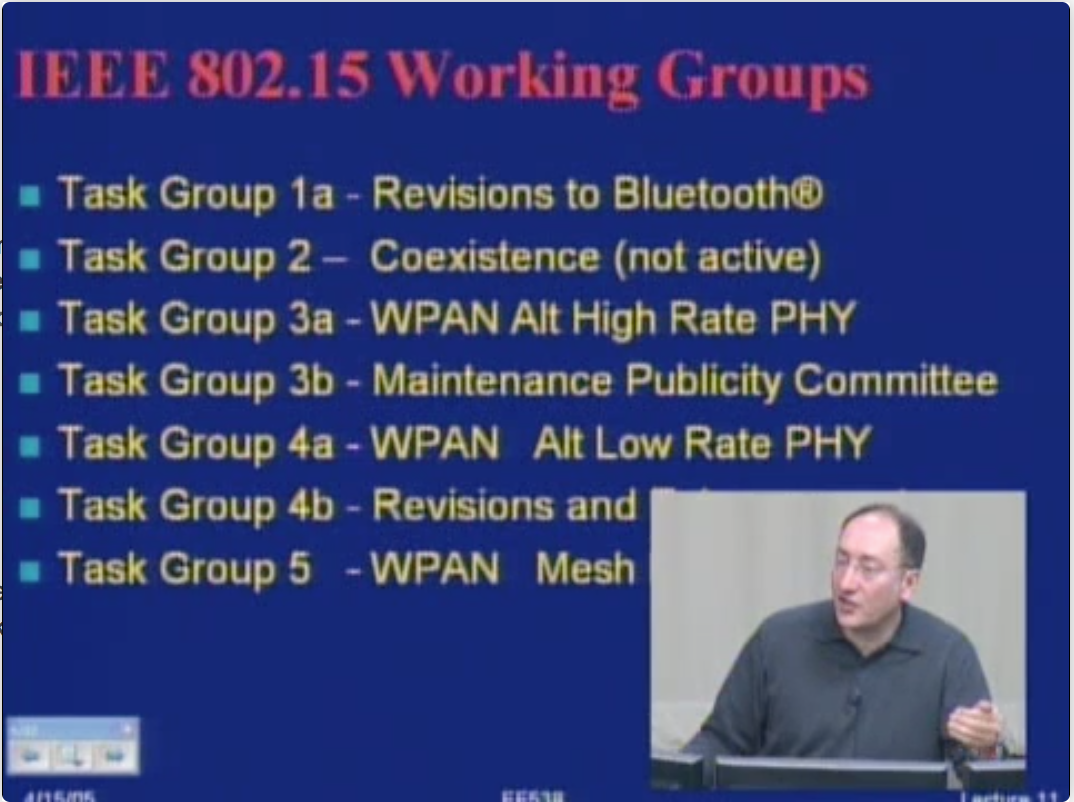 IEEE 802.15 Working Groups
■ Task Group 1a - Revisions to Bluetooth®
■ Task Group 2 – Coexistence (not active)
■ Task Group 3a - WPAN Alt High Rate PHY
■ Task Group 3b - Maintenance Publicity Committee
■ Task Group 4a - WPAN Alt Low Rate PHY
■ Task Group 4b - Revisions and
■ Task Group 5 - WPAN Mesh
4/15/05 EE538 Lecture 11